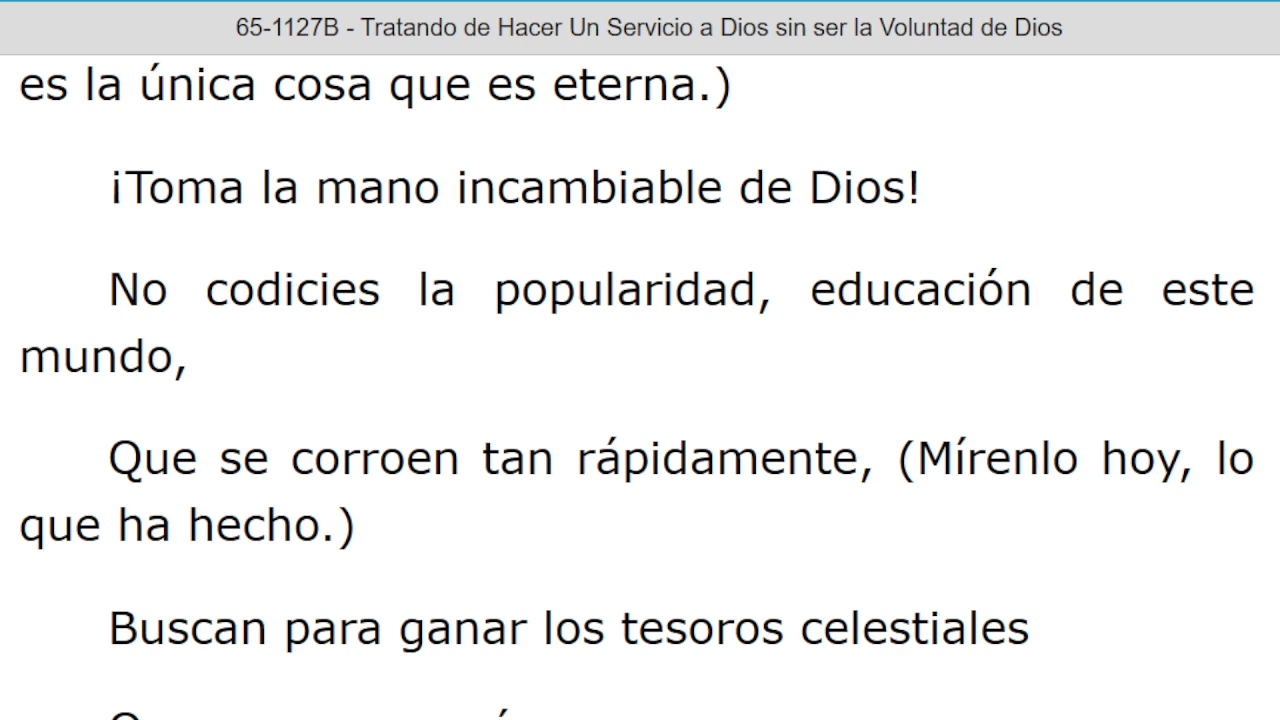 65-1127B - Tratando de Hacer Un Servicio a Dios sin ser la Voluntad de Dios
es la única cosa que es eterna.)
¡Toma la mano incambiable de Dios!
No codicies la popularidad, educación de este
mundo,
Que se corroen tan rápidamente, (Mírenlo hoy, lo
que ha hecho.)
Buscan para ganar los tesoros celestiales